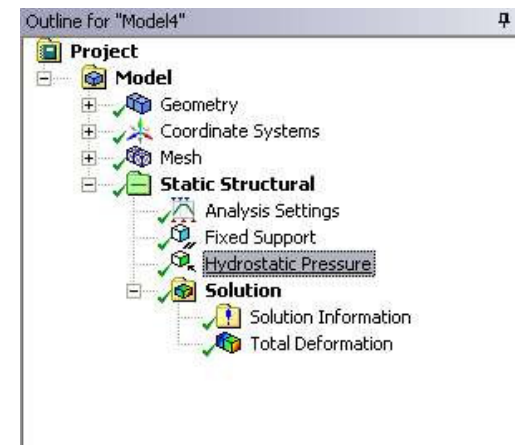 Outline for "Model4"
Project
Model
Geometry
Coordinate Systems
Mesh
Static Structural
Analysis Settings
Fixed Support
Hydrostatic Pressure
Solution
Solution Information
Total Deformation